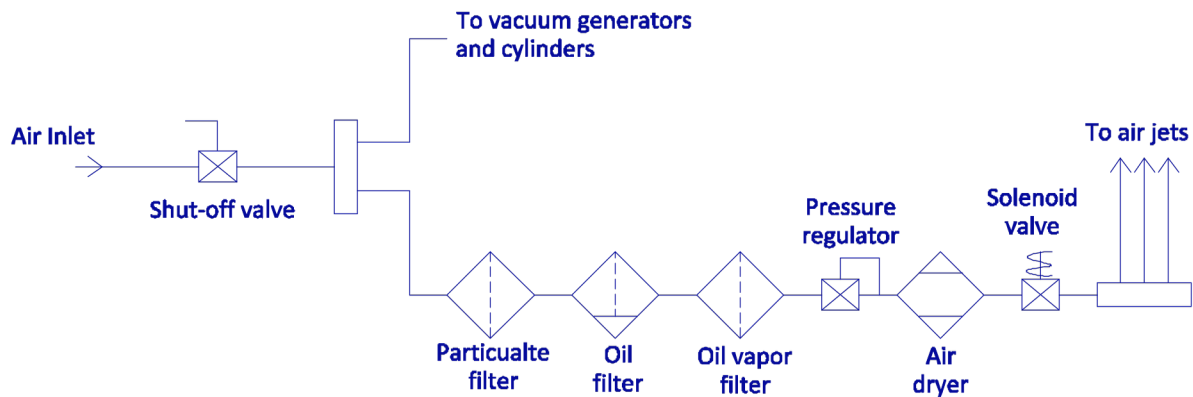 To vacuum generators
and cylinders
Air Inlet
Shut-off valve
To air jets
Pressure
regulator
Solenoid
valve
Particualte
filter
Oil
filter
Oil vapor
filter
Air
dryer